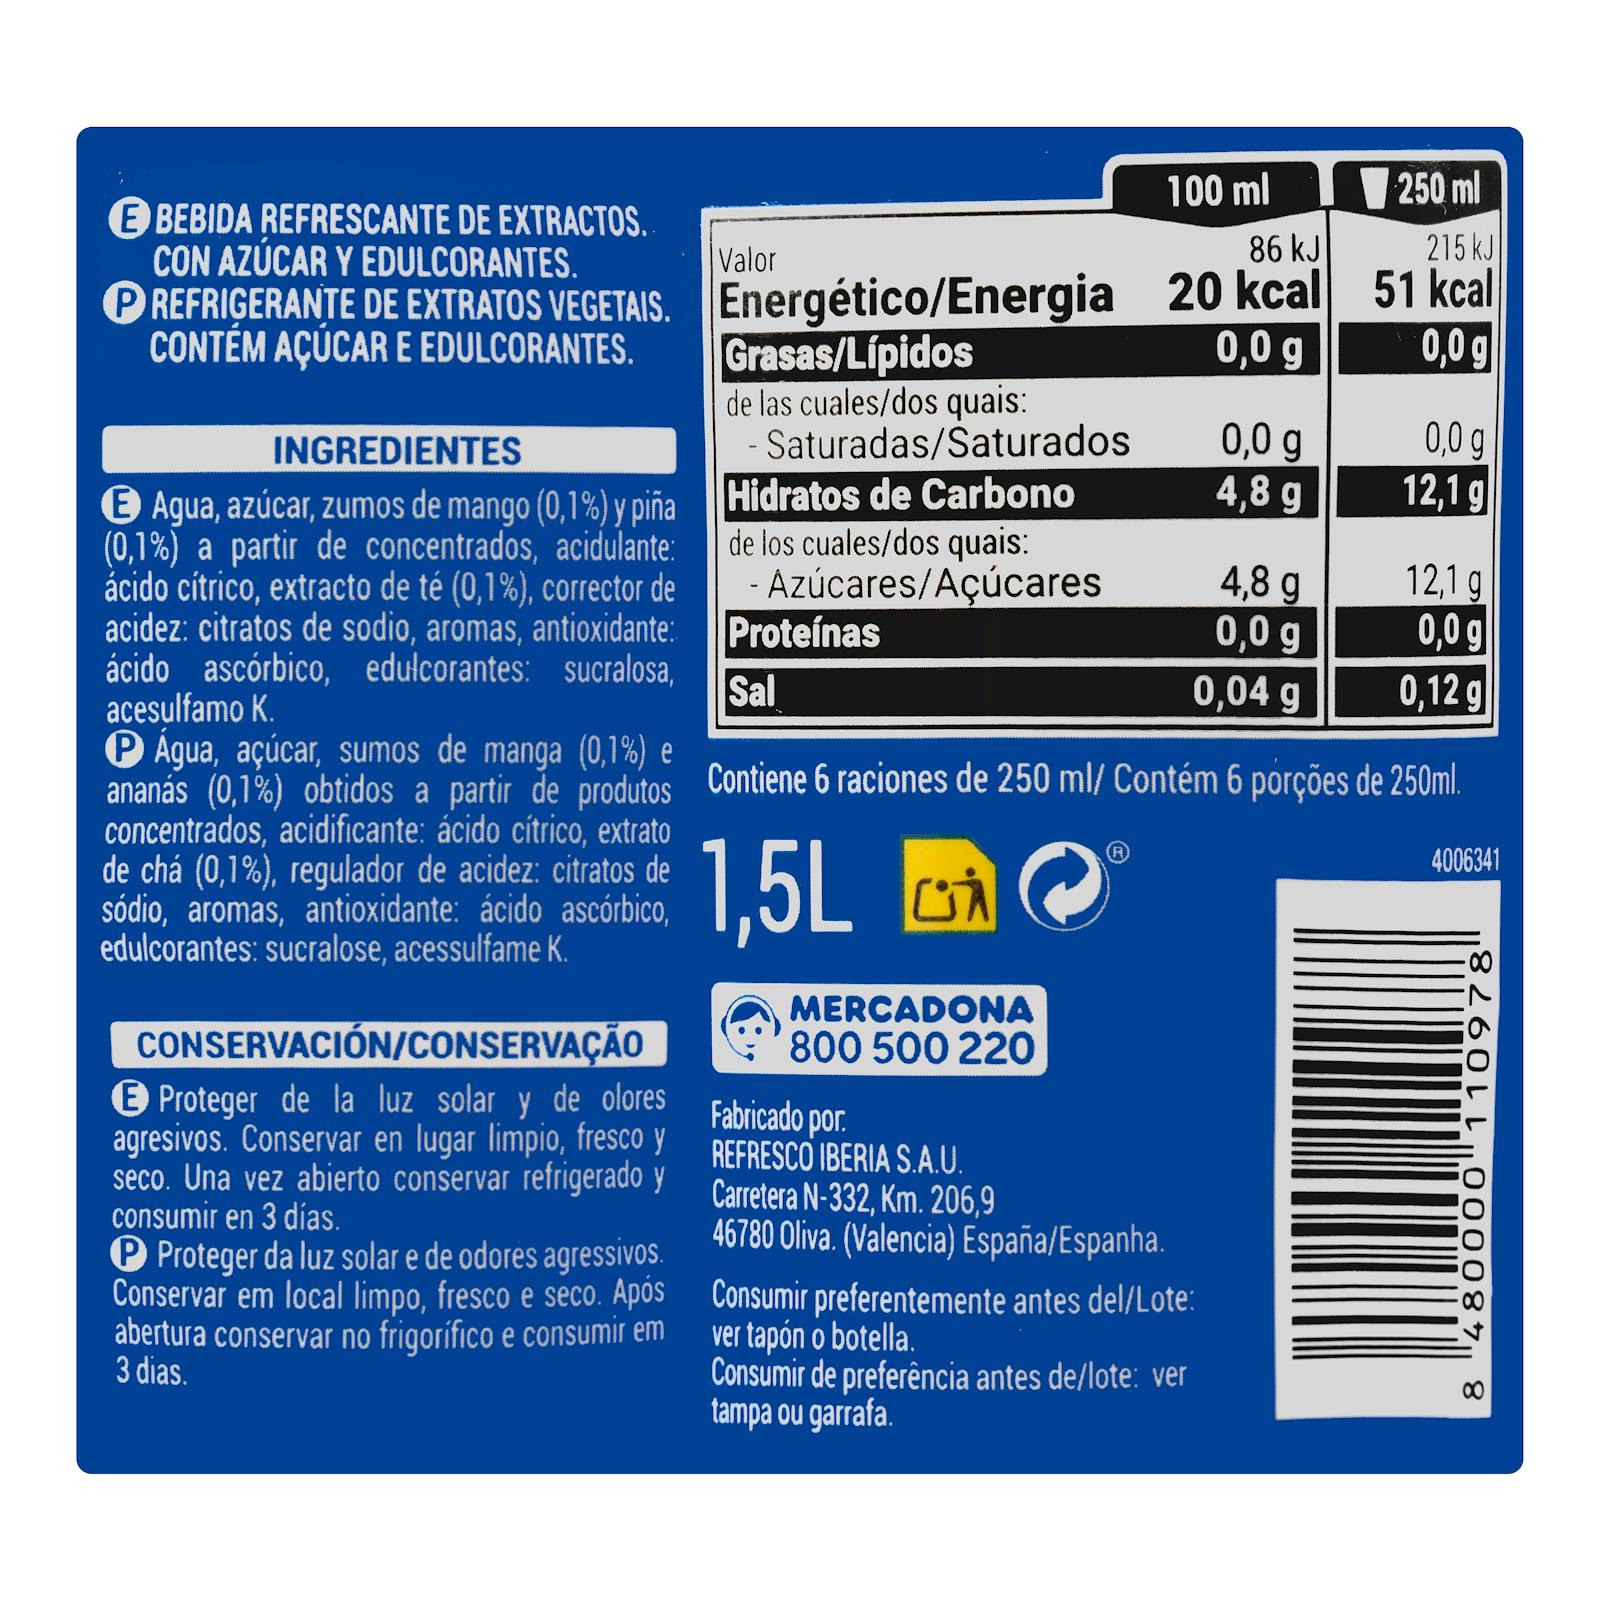 E BEBIDA REFRESCANTE DE EXTRACTOS.
CON AZÚCAR Y EDULCORANTES.
P REFRIGERANTE DE EXTRATOS VEGETAIS.
CONTÉM AÇÚCAR E EDULCORANTES.
INGREDIENTES
E Agua, azúcar, zumos de mango (0,1%) y piña
(0,1%) a partir de concentrados, acidulante:
ácido cítrico, extracto de té (0,1%), corrector de
acidez: citratos de sodio, aromas, antioxidante:
ácido ascórbico, edulcorantes: sucralosa,
acesulfamo K.
P Água, açúcar, sumos de manga (0,1%) e
ananás (0,1%) obtidos a partir de produtos
concentrados, acidificante: ácido cítrico, extrato
de chá (0,1%), regulador de acidez: citratos de
sódio, aromas, antioxidante: ácido ascórbico,
edulcorantes: sucralose, acessulfame K.
CONSERVACIÓN/CONSERVAÇÃO
E Proteger de la luz solar y de olores
agresivos. Conservar en lugar limpio, fresco y
seco. Una vez abierto conservar refrigerado y
consumir en 3 días.
P Proteger da luz solar e de odores agressivos.
Conservar em local limpo, fresco e seco. Após
abertura conservar no frigorífico e consumir em
3 dias.
100 ml 250 ml
Valor 86 kJ 215 kJ
Energético/Energia 20 kcal 51 kcal
Grasas/Lípidos 0,0 g 0,0 g
de las cuales/dos quais:
- Saturadas/Saturados 0,0 g 0,0 g
Hidratos de Carbono 4,8 g 12,1 g
de los cuales/dos quais:
- Azúcares/Açúcares 4,8 g 12,1 g
Proteínas 0,0 g 0,0 g
Sal 0,04 g 0,12 g
Contiene 6 raciones de 250 ml/ Contém 6 porções de 250ml.
1,5L
®
4006341
MERCADONA
800 500 220
Fabricado por:
REFRESCO IBERIA S.A.U.
Carretera N-332, Km. 206,9
46780 Oliva. (Valencia) España/Espanha.
Consumir preferentemente antes del/Lote:
ver tapón o botella.
Consumir de preferência antes de/lote: ver
tampa ou garrafa.
8 480000 110978